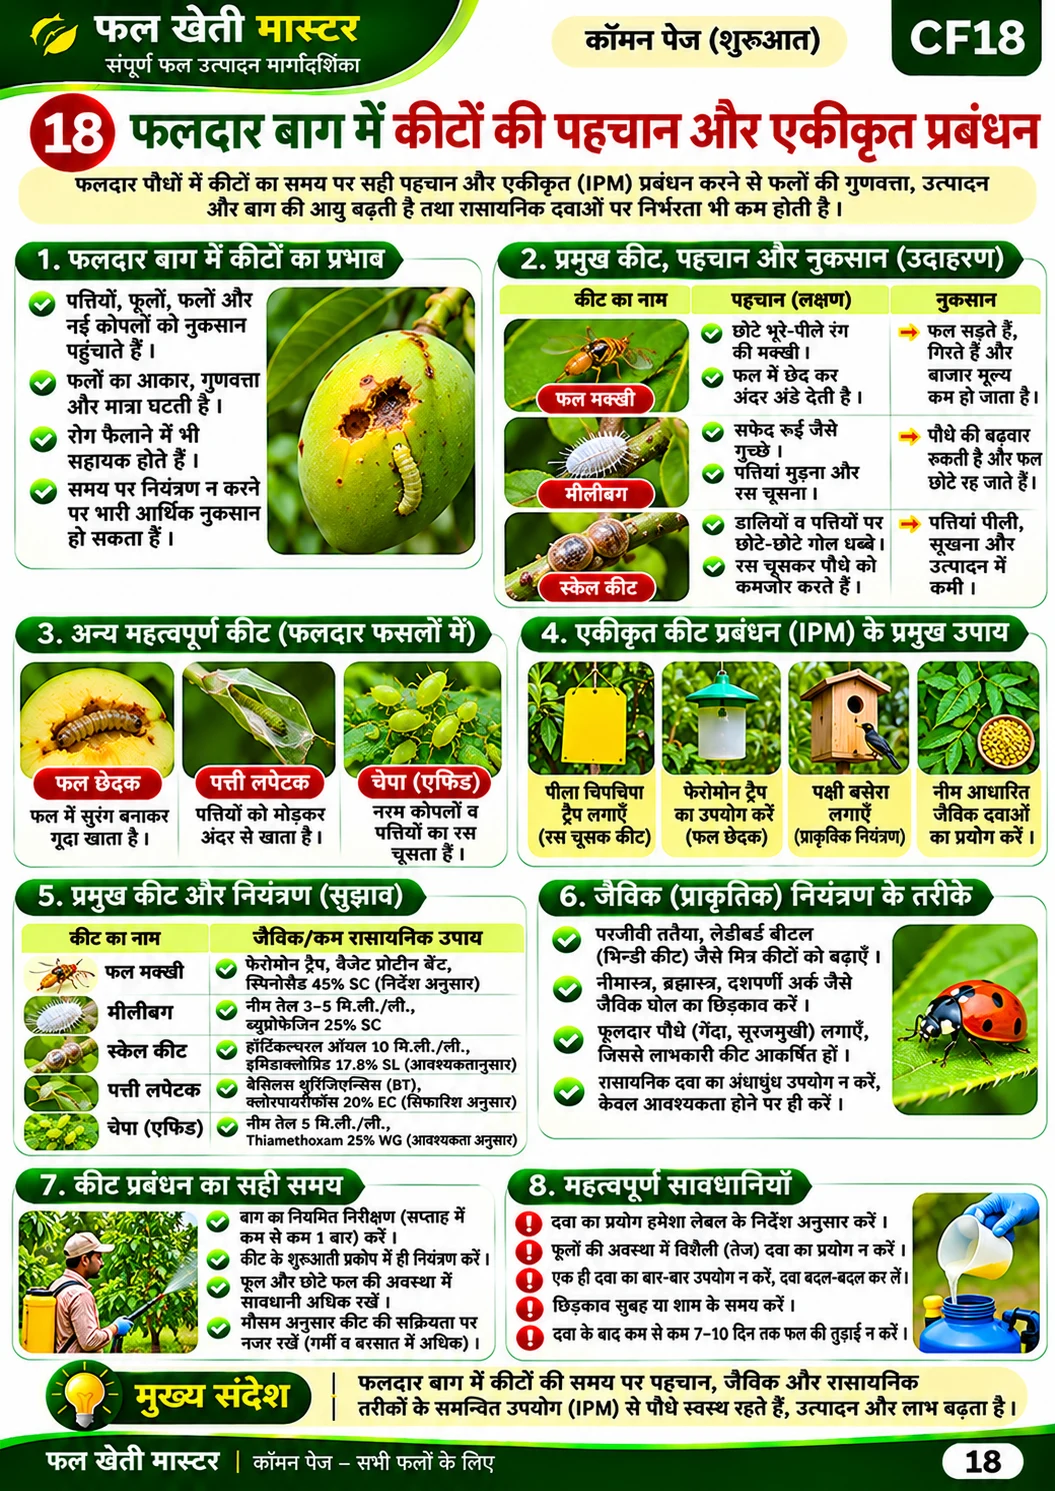 फल खेती मास्टर
संपूर्ण फल उत्पादन मार्गदर्शिका
कॉमन पेज (शुरुआत)
CF18
18 फलदार बाग में कीटों की पहचान और एकीकृत प्रबंधन
फलदार पौधों में कीटों का समय पर सही पहचान और एकीकृत (IPM) प्रबंधन करने से फलों की गुणवत्ता, उत्पादन
और बाग की आयु बढ़ती है तथा रासायनिक दवाओं पर निर्भरता भी कम होती है।
1. फलदार बाग में कीटों का प्रभाव
पत्तियों, फूलों, फलों और
नई कोपलों को नुकसान
पहुंचाते हैं।
फलों का आकार, गुणवत्ता
और मात्रा घटती है।
रोग फैलाने में भी
सहायक होते हैं।
समय पर नियंत्रण न करने
पर भारी आर्थिक नुकसान
हो सकता हैं।
2. प्रमुख कीट, पहचान और नुकसान (उदाहरण)
कीट का नाम
पहचान (लक्षण)
नुकसान
फल मक्खी
छोटे भूरे-पीले रंग
की मक्खी।
फल में छेद कर
अंदर अंडे देती है।
फल सड़ते हैं,
गिरते हैं और
बाजार मूल्य
कम हो जाता है।
मीलीबग
सफेद रुई जैसे
गुच्छे।
पत्तियां मुड़ना और
रस चूसना।
पौधे की बढ़वार
रुकती है और फल
छोटे रह जाते हैं।
स्केल कीट
डालियों व पत्तियों पर
छोटे-छोटे गोल धब्बे।
रस चूसकर पौधे को
कमजोर करते हैं।
पत्तियां पीली,
सूखना और
उत्पादन में
कमी।
3. अन्य महत्वपूर्ण कीट (फलदार फसलों में)
फल छेदक
फल में सुरंग बनाकर
गूदा खाता है।
पत्ती लपेटक
पत्तियों को मोड़कर
अंदर से खाता है।
चेपा (एफिड)
नरम कोपलों व
पत्तियों का रस
चूसता हैं।
4. एकीकृत कीट प्रबंधन (IPM) के प्रमुख उपाय
पीला चिपचिपा
ट्रैप लगाएँ
(रस चूसक कीट)
फेरोमोन ट्रैप
का उपयोग करें
(फल छेदक)
पक्षी बसेरा
लगाएँ
(प्राकृतिक नियंत्रण)
नीम आधारित
जैविक दवाओं
का प्रयोग करें।
5. प्रमुख कीट और नियंत्रण (सुझाव)
कीट का नाम
जैविक/कम रासायनिक उपाय
फल मक्खी
फेरोमोन ट्रैप, वैजेट प्रोटीन बेंट,
स्पिनोसैड 45% SC (निर्देश अनुसार)
मीलीबग
नीम तेल 3–5 मि.ली./ली.,
ब्युप्रोफेजिन 25% SC
स्केल कीट
हॉर्टिकल्चरल ऑयल 10 मि.ली./ली.,
इमिडाक्लोप्रिड 17.8% SL (आवश्यकतानुसार)
पत्ती लपेटक
बेसिलस थुरिंजिएन्सिस (BT),
क्लोरपायरीफॉस 20% EC (सिफारिश अनुसार)
चेपा (एफिड)
नीम तेल 5 मि.ली./ली.,
Thiamethoxam 25% WG (आवश्यकता अनुसार)
6. जैविक (प्राकृतिक) नियंत्रण के तरीके
परजीवी ततैया, लेडीबर्ड बीटल
(भिन्डी कीट) जैसे मित्र कीटों को बढ़ाएँ।
नीमास्त्र, ब्रह्मास्त्र, दशपर्णी अर्क जैसे
जैविक घोल का छिड़काव करें।
फूलदार पौधे (गेंदा, सूरजमुखी) लगाएँ,
जिससे लाभकारी कीट आकर्षित हों।
रासायनिक दवा का अंधाधुंध उपयोग न करें,
केवल आवश्यकता होने पर ही करें।
7. कीट प्रबंधन का सही समय
बाग का नियमित निरीक्षण (सप्ताह में
कम से कम 1 बार) करें।
कीट के शुरुआती प्रकोप में ही नियंत्रण करें।
फूल और छोटे फल की अवस्था में
सावधानी अधिक रखें।
मौसम अनुसार कीट की सक्रियता पर
नजर रखें (गर्मी व बरसात में अधिक)।
8. महत्वपूर्ण सावधानियाँ
दवा का प्रयोग हमेशा लेबल के निर्देश अनुसार करें।
फूलों की अवस्था में विशैली (तेज) दवा का प्रयोग न करें।
एक ही दवा का बार-बार उपयोग न करें, दवा बदल-बदल कर लें।
छिड़काव सुबह या शाम के समय करें।
दवा के बाद कम से कम 7–10 दिन तक फल की तुड़ाई न करें।
मुख्य संदेश
फलदार बाग में कीटों की समय पर पहचान, जैविक और रासायनिक
तरीकों के समन्वित उपयोग (IPM) से पौधे स्वस्थ रहते हैं, उत्पादन और लाभ बढ़ता है।
फल खेती मास्टर | कॉमन पेज – सभी फलों के लिए
18